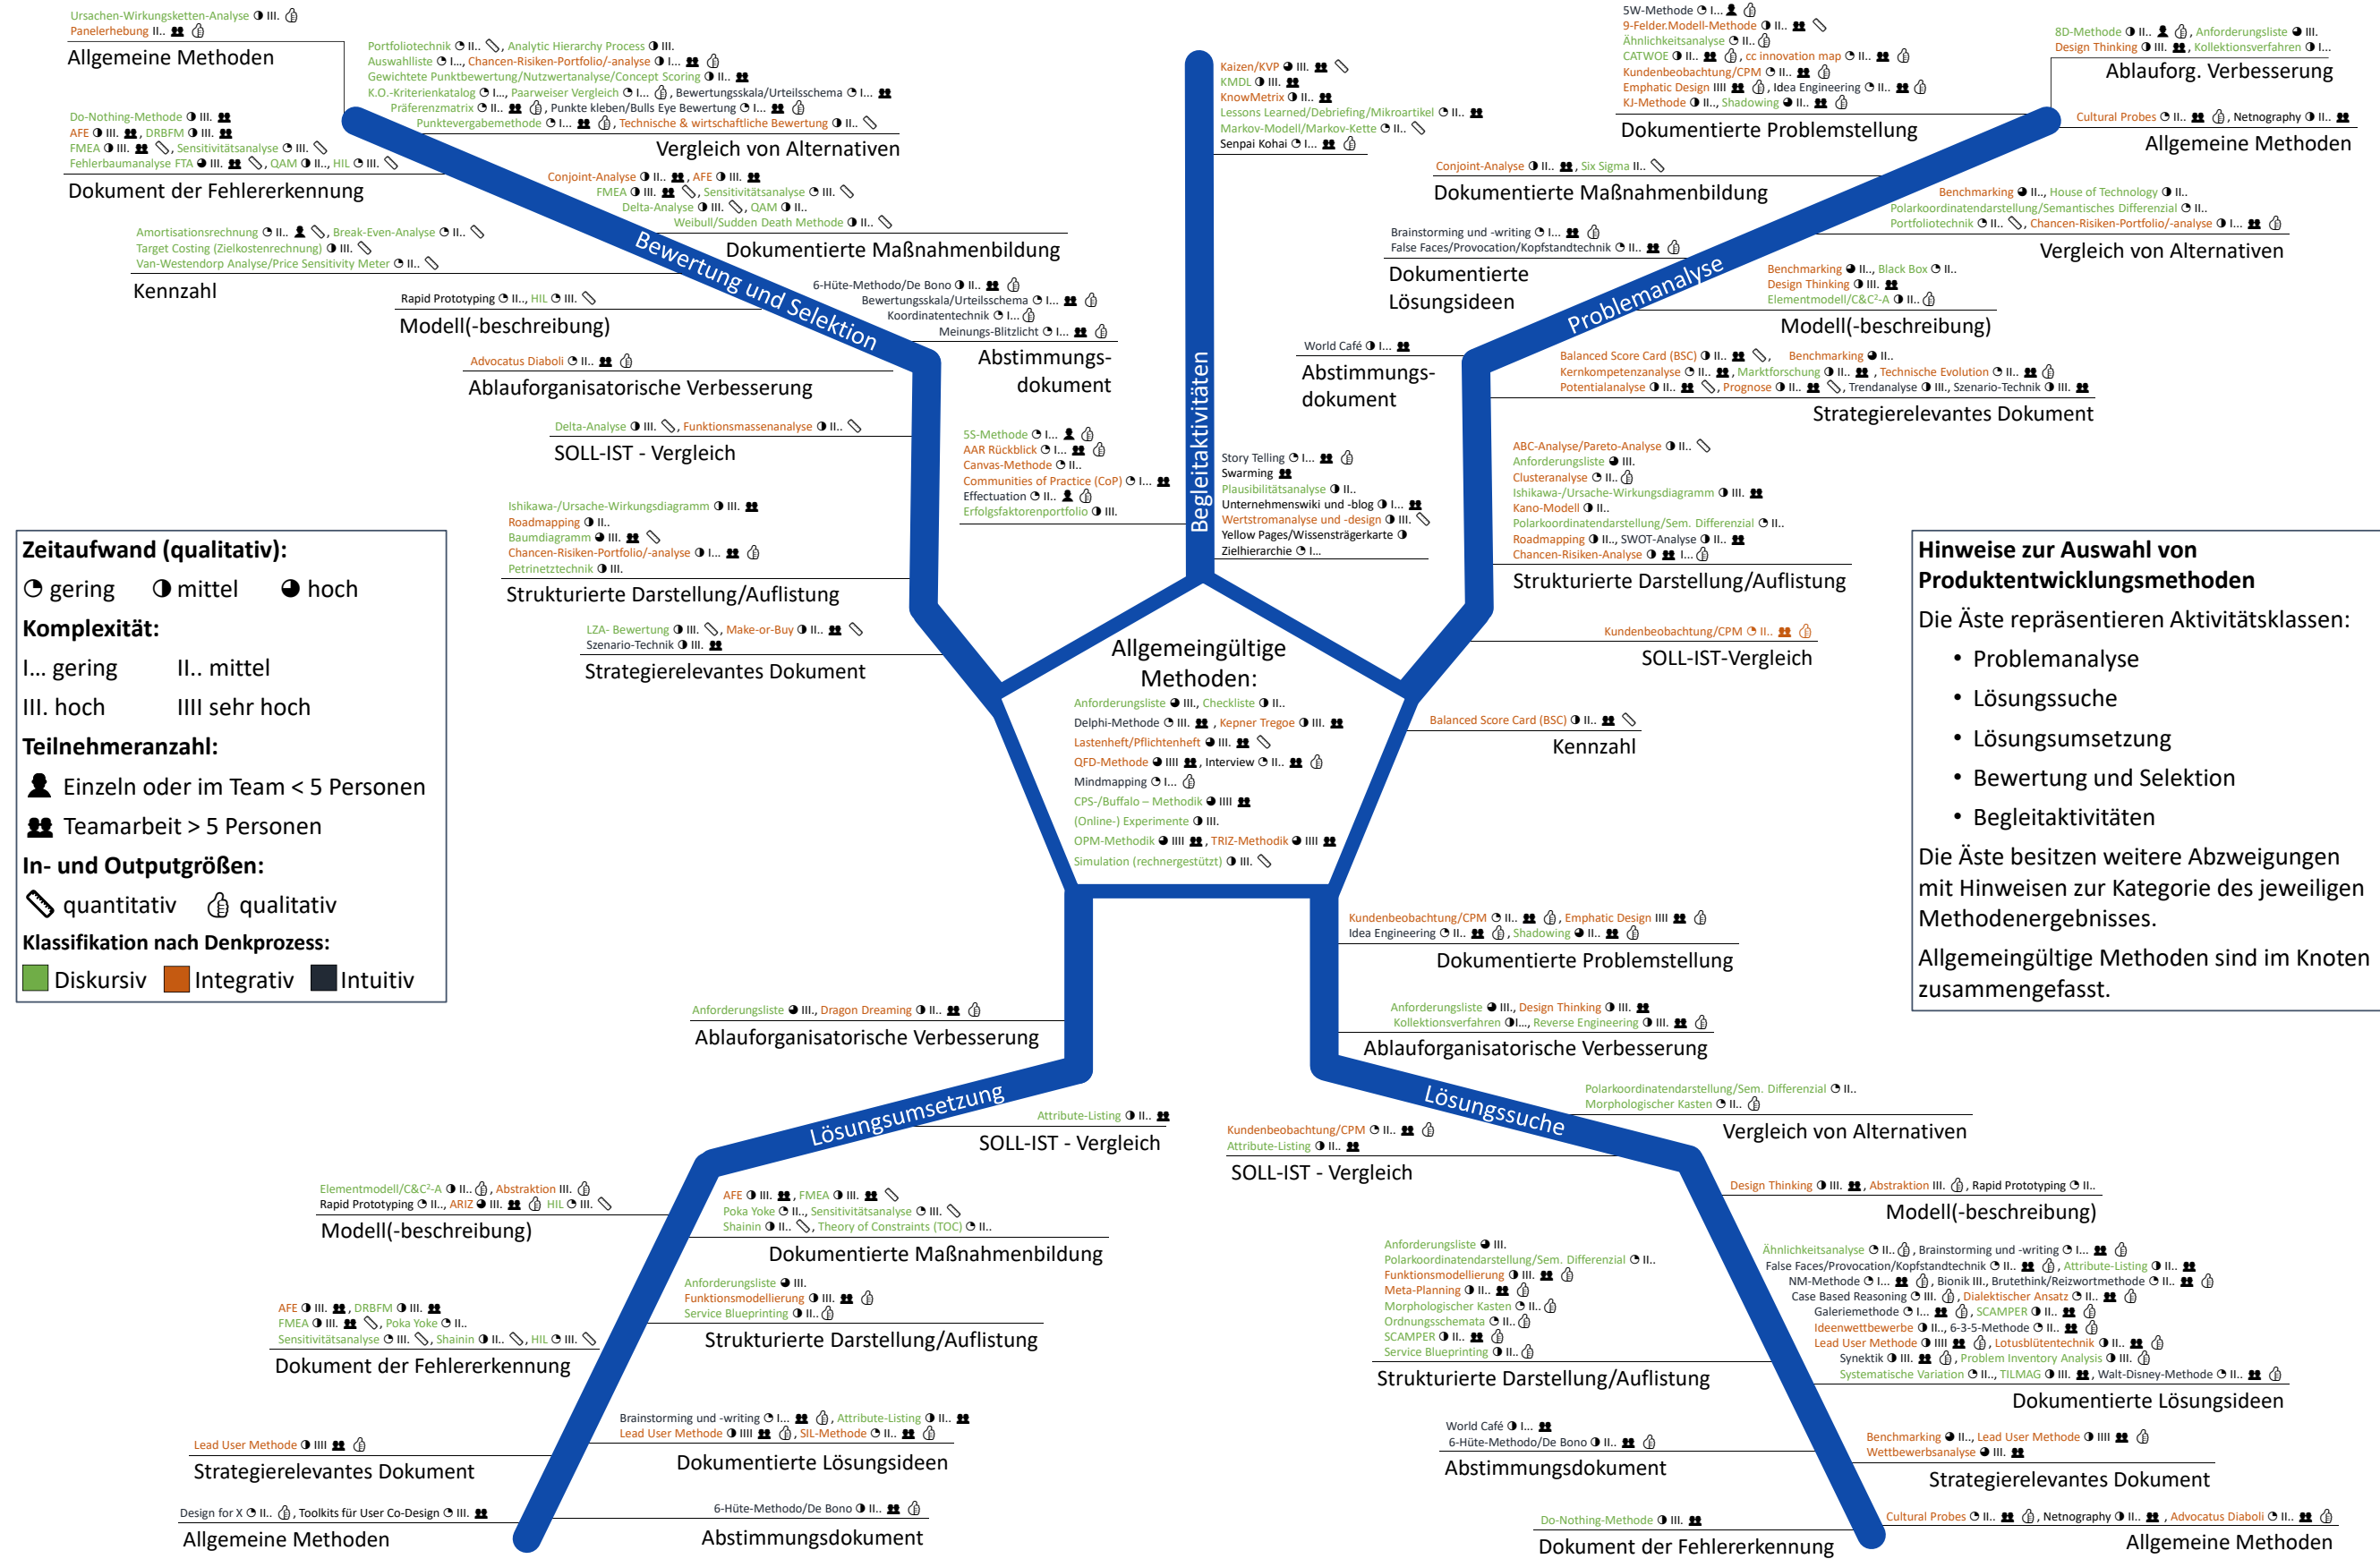 Ursachen-Wirkungsketten-Analyse III.
Panelerhebung II..
Allgemeine Methoden
Portfoliotechnik II.. , Analytic Hierarchy Process III.
Auswahlliste I..., Chancen-Risiken-Portfolio/-analyse I...
Gewichtete Punktbewertung/Nutzwertanalyse/Concept Scoring II..
K.O.-Kriterienkatalog I..., Paarweiser Vergleich I... , Bewertungsskala/Urteilsschema I...
Präferenzmatrix II.. , Punkte kleben/Bulls Eye Bewertung I...
Punktevergabemethode I... , Technische & wirtschaftliche Bewertung II..
Vergleich von Alternativen
Do-Nothing-Methode III.
AFE III. , DRBFM III.
FMEA III. , Sensitivitätsanalyse III.
Fehlerbaumanalyse FTA III. , QAM II.., HIL III.
Dokument der Fehlererkennung
Conjoint-Analyse II.. , AFE III.
FMEA III. , Sensitivitätsanalyse III.
Delta-Analyse III. , QAM II..
Weibull/Sudden Death Methode II..
Dokumentierte Maßnahmenbildung
Amortisationsrechnung II.. , Break-Even-Analyse II..
Target Costing (Zielkostenrechnung) III.
Van-Westendorp Analyse/Price Sensitivity Meter II..
Kennzahl
Bewertung und Selektion
Rapid Prototyping II.., HIL III.
Modell(-beschreibung)
6-Hüte-Methodo/De Bono II..
Bewertungsskala/Urteilsschema I...
Koordinatentechnik I...
Meinungs-Blitzlicht I...
Abstimmungs-
dokument
Advocatus Diaboli II..
Ablauforganisatorische Verbesserung
Delta-Analyse III. , Funktionsmassenanalyse II..
SOLL-IST - Vergleich
Ishikawa-/Ursache-Wirkungsdiagramm III.
Roadmapping II..
Baumdiagramm III.
Chancen-Risiken-Portfolio/-analyse I...
Petrinetztechnik III.
Strukturierte Darstellung/Auflistung
LZA- Bewertung III. , Make-or-Buy II..
Szenario-Technik III.
Strategierelevantes Dokument
Kaizen/KVP III.
KMDL III.
KnowMetrix II..
Lessons Learned/Debriefing/Mikroartikel II..
Markov-Modell/Markov-Kette II..
Senpai Kohai I...
Begleitaktivitäten
5S-Methode I...
AAR Rückblick I...
Canvas-Methode II..
Communities of Practice (CoP) I...
Effectuation II..
Erfolgsfaktorenportfolio III.
Story Telling I...
Swarming
Plausibilitätsanalyse II..
Unternehmenswiki und -blog I...
Wertstromanalyse und -design III.
Yellow Pages/Wissensträgerkarte
Zielhierarchie I...
5W-Methode I...
9-Felder.Modell-Methode II..
Ähnlichkeitsanalyse II..
CATWOE II.. , cc innovation map II..
Kundenbeobachtung/CPM II..
Emphatic Design IIII , Idea Engineering II..
KJ-Methode II.., Shadowing II..
Dokumentierte Problemstellung
8D-Methode II.. , Anforderungsliste III.
Design Thinking III. , Kollektionsverfahren I...
Ablauforg. Verbesserung
Cultural Probes II.. , Netnography II..
Allgemeine Methoden
Conjoint-Analyse II.. , Six Sigma II..
Dokumentierte Maßnahmenbildung
Benchmarking II.., House of Technology II..
Polarkoordinatendarstellung/Semantisches Differenzial II..
Portfoliotechnik II.. , Chancen-Risiken-Portfolio/-analyse I...
Vergleich von Alternativen
Brainstorming und -writing I...
False Faces/Provocation/Kopfstandtechnik II..
Dokumentierte
Lösungsideen
Problemanalyse
Benchmarking II.., Black Box II..
Design Thinking III.
Elementmodell/C&C²-A II..
Modell(-beschreibung)
World Café I...
Abstimmungs-
dokument
Balanced Score Card (BSC) II.. , Benchmarking II..
Kernkompetenzanalyse II.. , Marktforschung II.. , Technische Evolution II..
Potentialanalyse II.. , Prognose II.. , Trendanalyse III., Szenario-Technik III.
Strategierelevantes Dokument
ABC-Analyse/Pareto-Analyse II..
Anforderungsliste III.
Clusteranalyse II..
Ishikawa-/Ursache-Wirkungsdiagramm III.
Kano-Modell II..
Polarkoordinatendarstellung/Sem. Differenzial II..
Roadmapping II.., SWOT-Analyse II..
Chancen-Risiken-Analyse I...
Strukturierte Darstellung/Auflistung
Kundenbeobachtung/CPM II..
SOLL-IST-Vergleich
Balanced Score Card (BSC) II..
Kennzahl
Zeitaufwand (qualitativ):
gering mittel hoch
Komplexität:
I... gering II.. mittel
III. hoch IIII sehr hoch
Teilnehmeranzahl:
Einzeln oder im Team < 5 Personen
Teamarbeit > 5 Personen
In- und Outputgrößen:
quantitativ qualitativ
Klassifikation nach Denkprozess:
Diskursiv Integrativ Intuitiv
Allgemeingültige
Methoden:
Anforderungsliste III., Checkliste II..
Delphi-Methode III. , Kepner Tregoe III.
Lastenheft/Pflichtenheft III.
QFD-Methode IIII , Interview II..
Mindmapping I...
CPS-/Buffalo – Methodik IIII
(Online-) Experimente III.
OPM-Methodik IIII , TRIZ-Methodik IIII
Simulation (rechnergestützt) III.
Hinweise zur Auswahl von
Produktentwicklungsmethoden
Die Äste repräsentieren Aktivitätsklassen:
• Problemanalyse
• Lösungssuche
• Lösungsumsetzung
• Bewertung und Selektion
• Begleitaktivitäten
Die Äste besitzen weitere Abzweigungen
mit Hinweisen zur Kategorie des jeweiligen
Methodenergebnisses.
Allgemeingültige Methoden sind im Knoten
zusammengefasst.
Anforderungsliste III., Dragon Dreaming II..
Ablauforganisatorische Verbesserung
Lösungsumsetzung
Attribute-Listing II..
SOLL-IST - Vergleich
Elementmodell/C&C²-A II.. , Abstraktion III.
Rapid Prototyping II.., ARIZ III. HIL III.
Modell(-beschreibung)
AFE III. , FMEA III.
Poka Yoke II.., Sensitivitätsanalyse III.
Shainin II.. , Theory of Constraints (TOC) II..
Dokumentierte Maßnahmenbildung
AFE III. , DRBFM III.
FMEA III. , Poka Yoke II..
Sensitivitätsanalyse III. , Shainin II.. , HIL III.
Dokument der Fehlererkennung
Anforderungsliste III.
Funktionsmodellierung III.
Service Blueprinting II..
Strukturierte Darstellung/Auflistung
Lead User Methode IIII
Strategierelevantes Dokument
Brainstorming und -writing I... , Attribute-Listing II..
Lead User Methode IIII , SIL-Methode II..
Dokumentierte Lösungsideen
Design for X II.. , Toolkits für User Co-Design III.
Allgemeine Methoden
6-Hüte-Methodo/De Bono II..
Abstimmungsdokument
Kundenbeobachtung/CPM II.. , Emphatic Design IIII
Idea Engineering II.. , Shadowing II..
Dokumentierte Problemstellung
Anforderungsliste III., Design Thinking III.
Kollektionsverfahren I..., Reverse Engineering III.
Ablauforganisatorische Verbesserung
Lösungssuche
Polarkoordinatendarstellung/Sem. Differenzial II..
Morphologischer Kasten II..
Vergleich von Alternativen
Kundenbeobachtung/CPM II..
Attribute-Listing II..
SOLL-IST - Vergleich
Design Thinking III. , Abstraktion III. , Rapid Prototyping II..
Modell(-beschreibung)
Anforderungsliste III.
Polarkoordinatendarstellung/Sem. Differenzial II..
Funktionsmodellierung III.
Meta-Planning II..
Morphologischer Kasten II..
Ordnungsschemata II..
SCAMPER II..
Service Blueprinting II..
Strukturierte Darstellung/Auflistung
Ähnlichkeitsanalyse II.. , Brainstorming und -writing I...
False Faces/Provocation/Kopfstandtechnik II.. , Attribute-Listing II..
NM-Methode I... , Bionik III., Brutethink/Reizwortmethode II..
Case Based Reasoning III. , Dialektischer Ansatz II..
Galeriemethode I... , SCAMPER II..
Ideenwettbewerbe II.., 6-3-5-Methode II..
Lead User Methode IIII , Lotusblütentechnik II..
Synektik III. , Problem Inventory Analysis III.
Systematische Variation II.., TILMAG III. , Walt-Disney-Methode II..
Dokumentierte Lösungsideen
World Café I...
6-Hüte-Methodo/De Bono II..
Abstimmungsdokument
Benchmarking II.., Lead User Methode IIII
Wettbewerbsanalyse III.
Strategierelevantes Dokument
Do-Nothing-Methode III.
Dokument der Fehlererkennung
Cultural Probes II.. , Netnography II.. , Advocatus Diaboli II..
Allgemeine Methoden